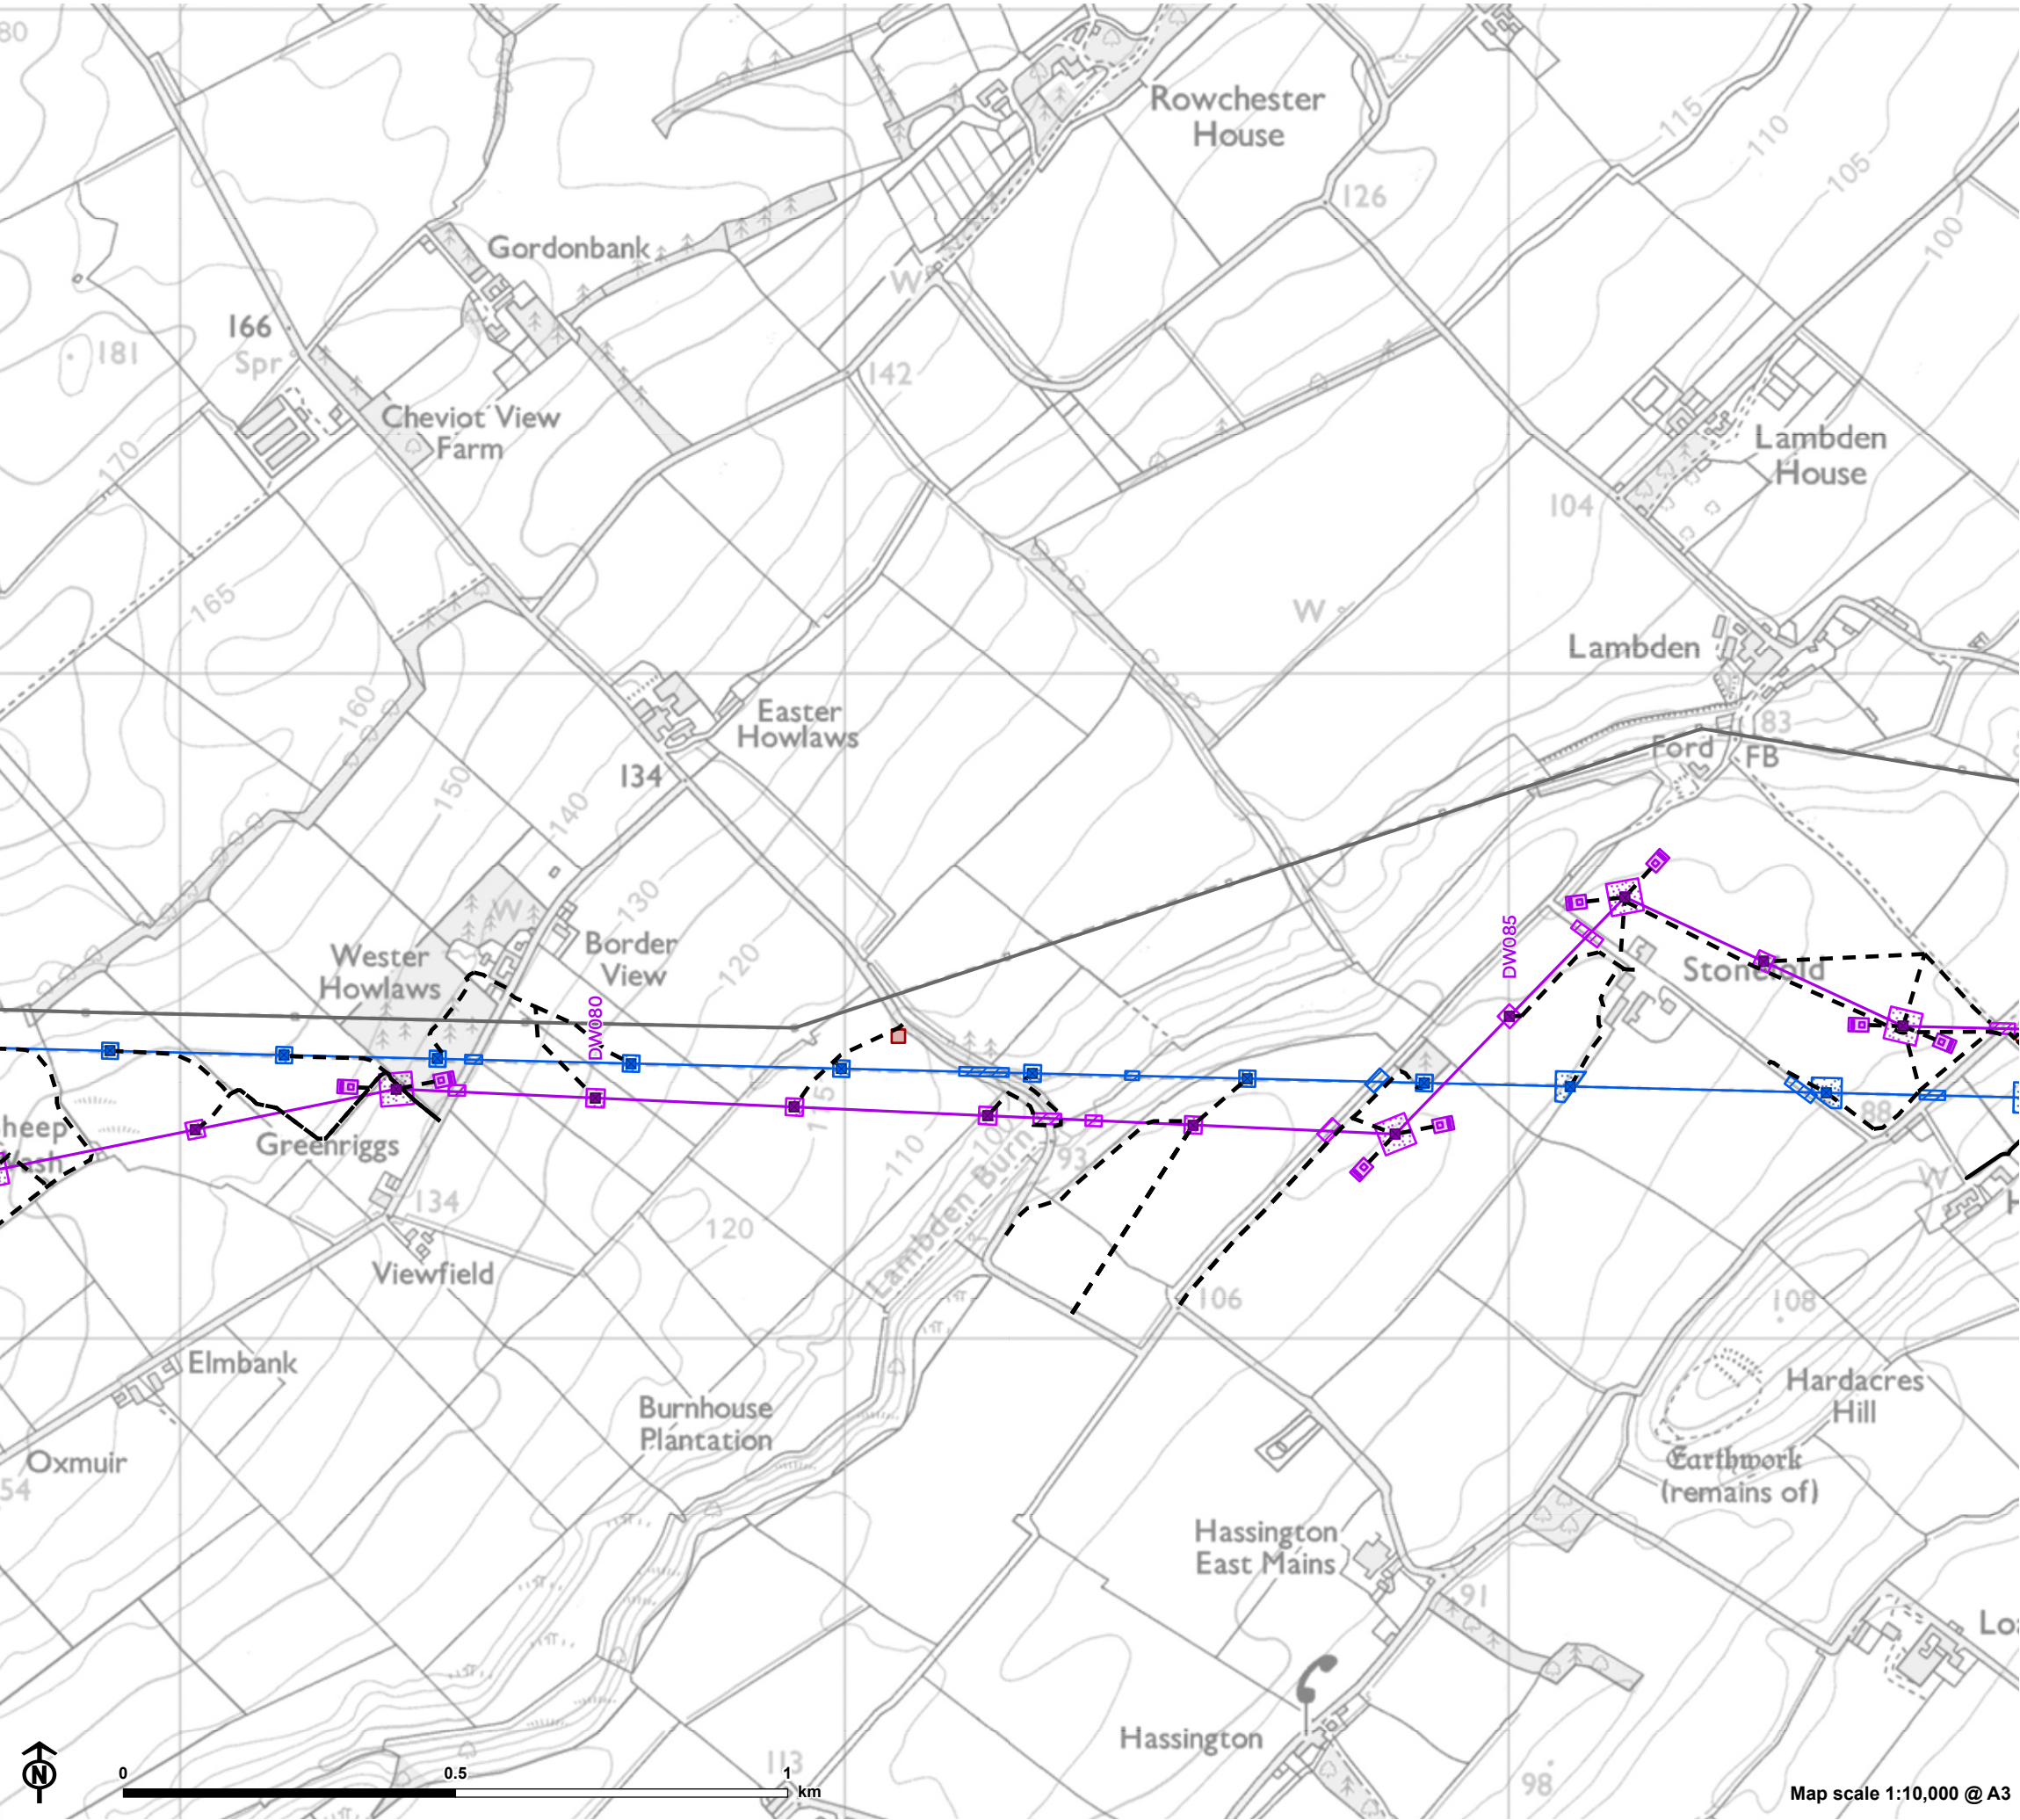 80
Rowchester
House
115
110
105
126
100
Gordonbank
W
166
Spr
181
142
Cheviot View
Farm
170
Lambden
House
104
165
W
Lambden
160
Easter
Howlaws
83
Ford
FB
134
150
140
130
W
Border
View
120
Wester
Howlaws
DW085
DW080
115
Greenriggs
110
100
93
88
134
120
Lambden Burn
W
Viewfield
106
108
Elmbank
Hardacres
Hill
Burnhouse
Plantation
Oxmuir
54
Earthwork
(remains of)
Hassington
East Mains
91
Hassington
113
98
N
0
0.5
1
km
Map scale 1:10,000 @ A3